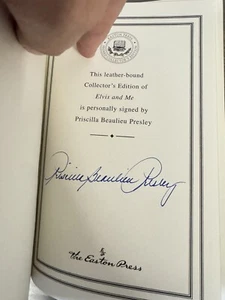 This leather-bound
Collector's Edition of
Elvis and Me
is personally signed by
Priscilla Beaulieu Presley
Priscilla Beaulieu Presley
The Easton Press